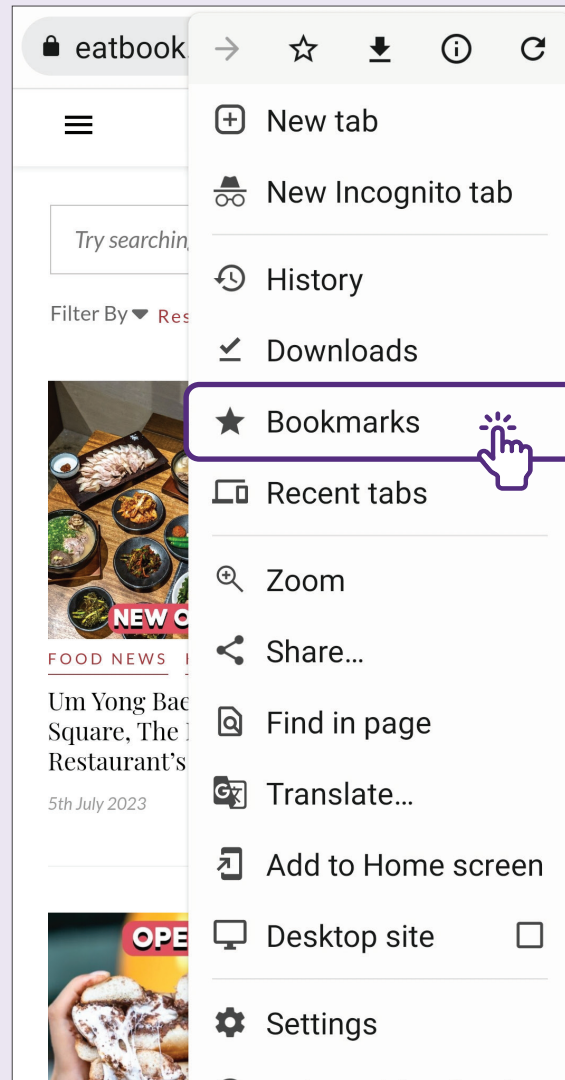 eatbook.
New tab
New Incognito tab
Try searchin
Filter By Res
History
Downloads
Bookmarks
Recent tabs
Zoom
Share...
Find in page
Translate...
Add to Home screen
Desktop site
Settings
NEW O
FOOD NEWS
Um Yong Bae
Square, The
Restaurant's
5th July 2023
OPE